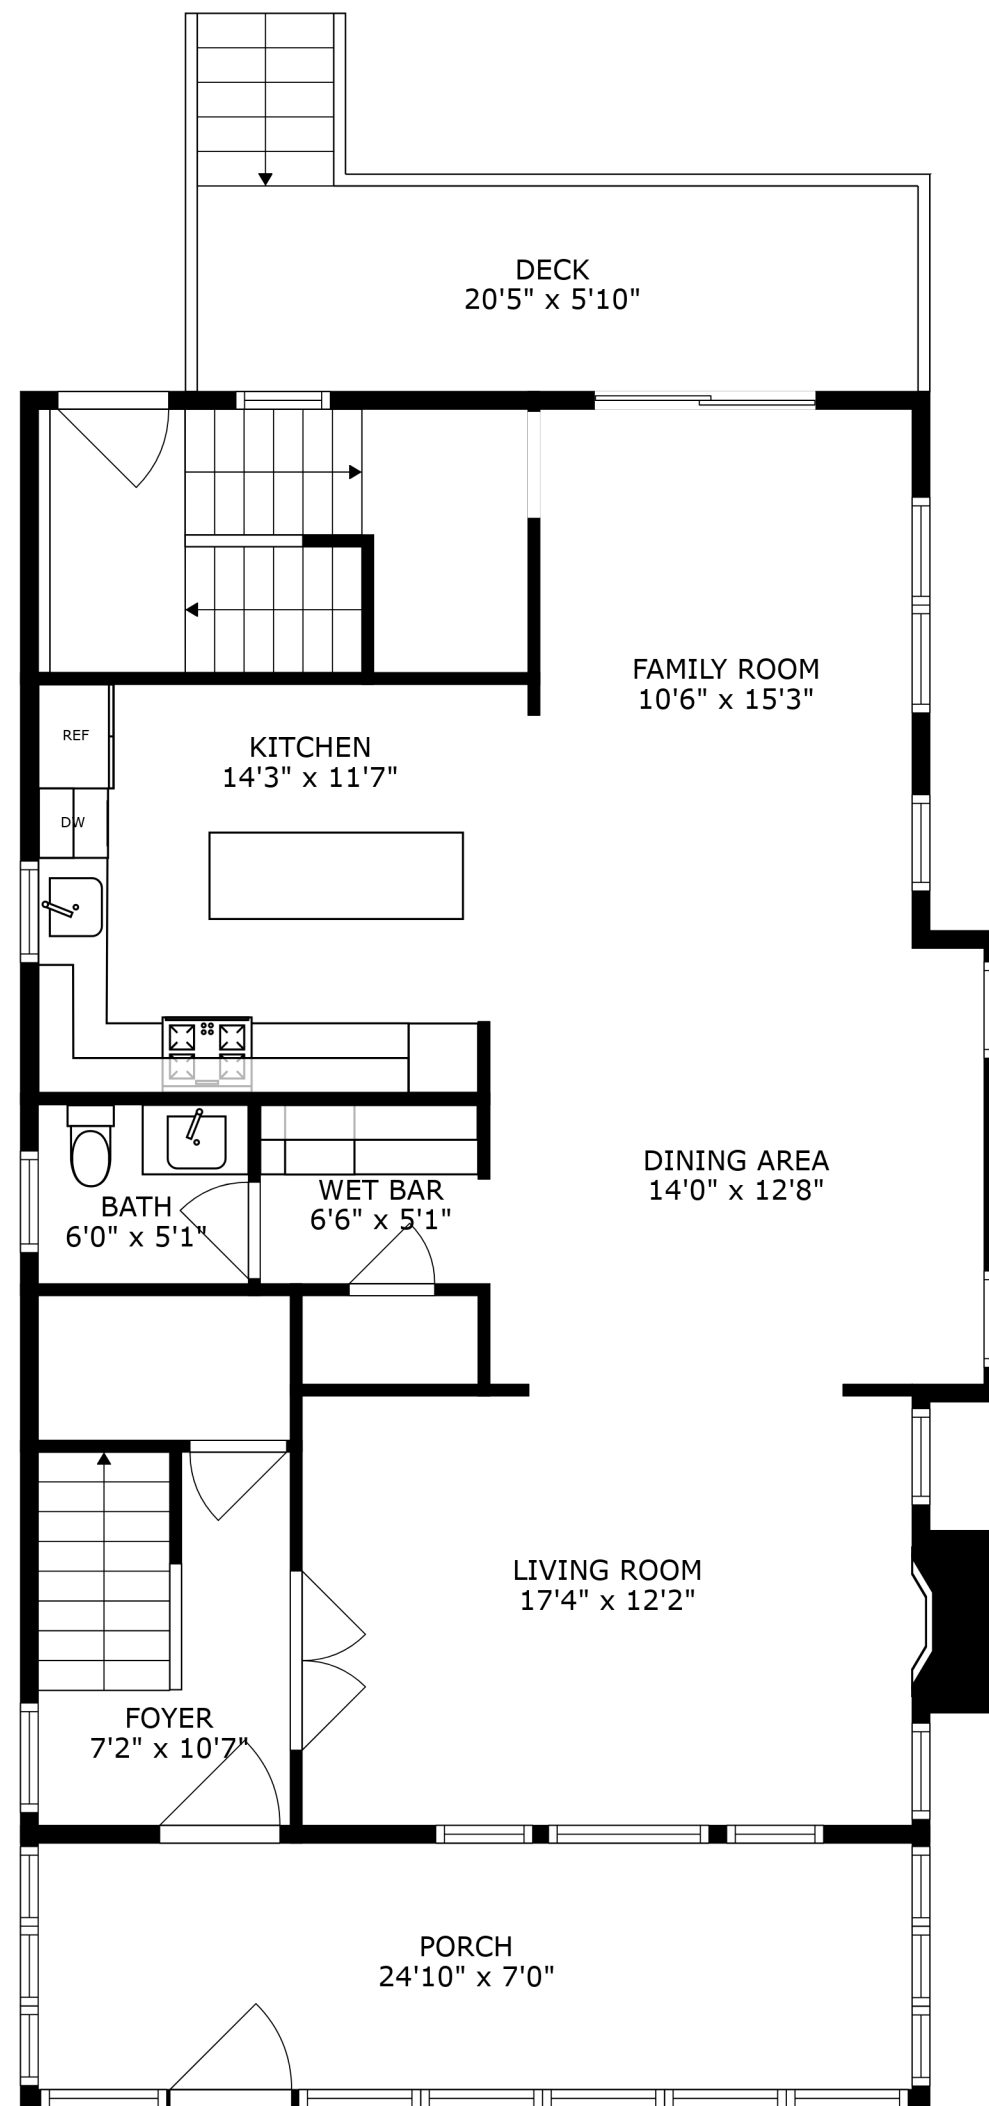 DECK
20'5" x 5'10"
FAMILY ROOM
10'6" x 15'3"
REF
KITCHEN
14'3" x 11'7"
DW
DINING AREA
14'0" x 12'8"
WET BAR
6'6" x 5'1"
BATH
6'0" x 5'1"
LIVING ROOM
17'4" x 12'2"
FOYER
7'2" x 10'7"
PORCH
24'10" x 7'0"